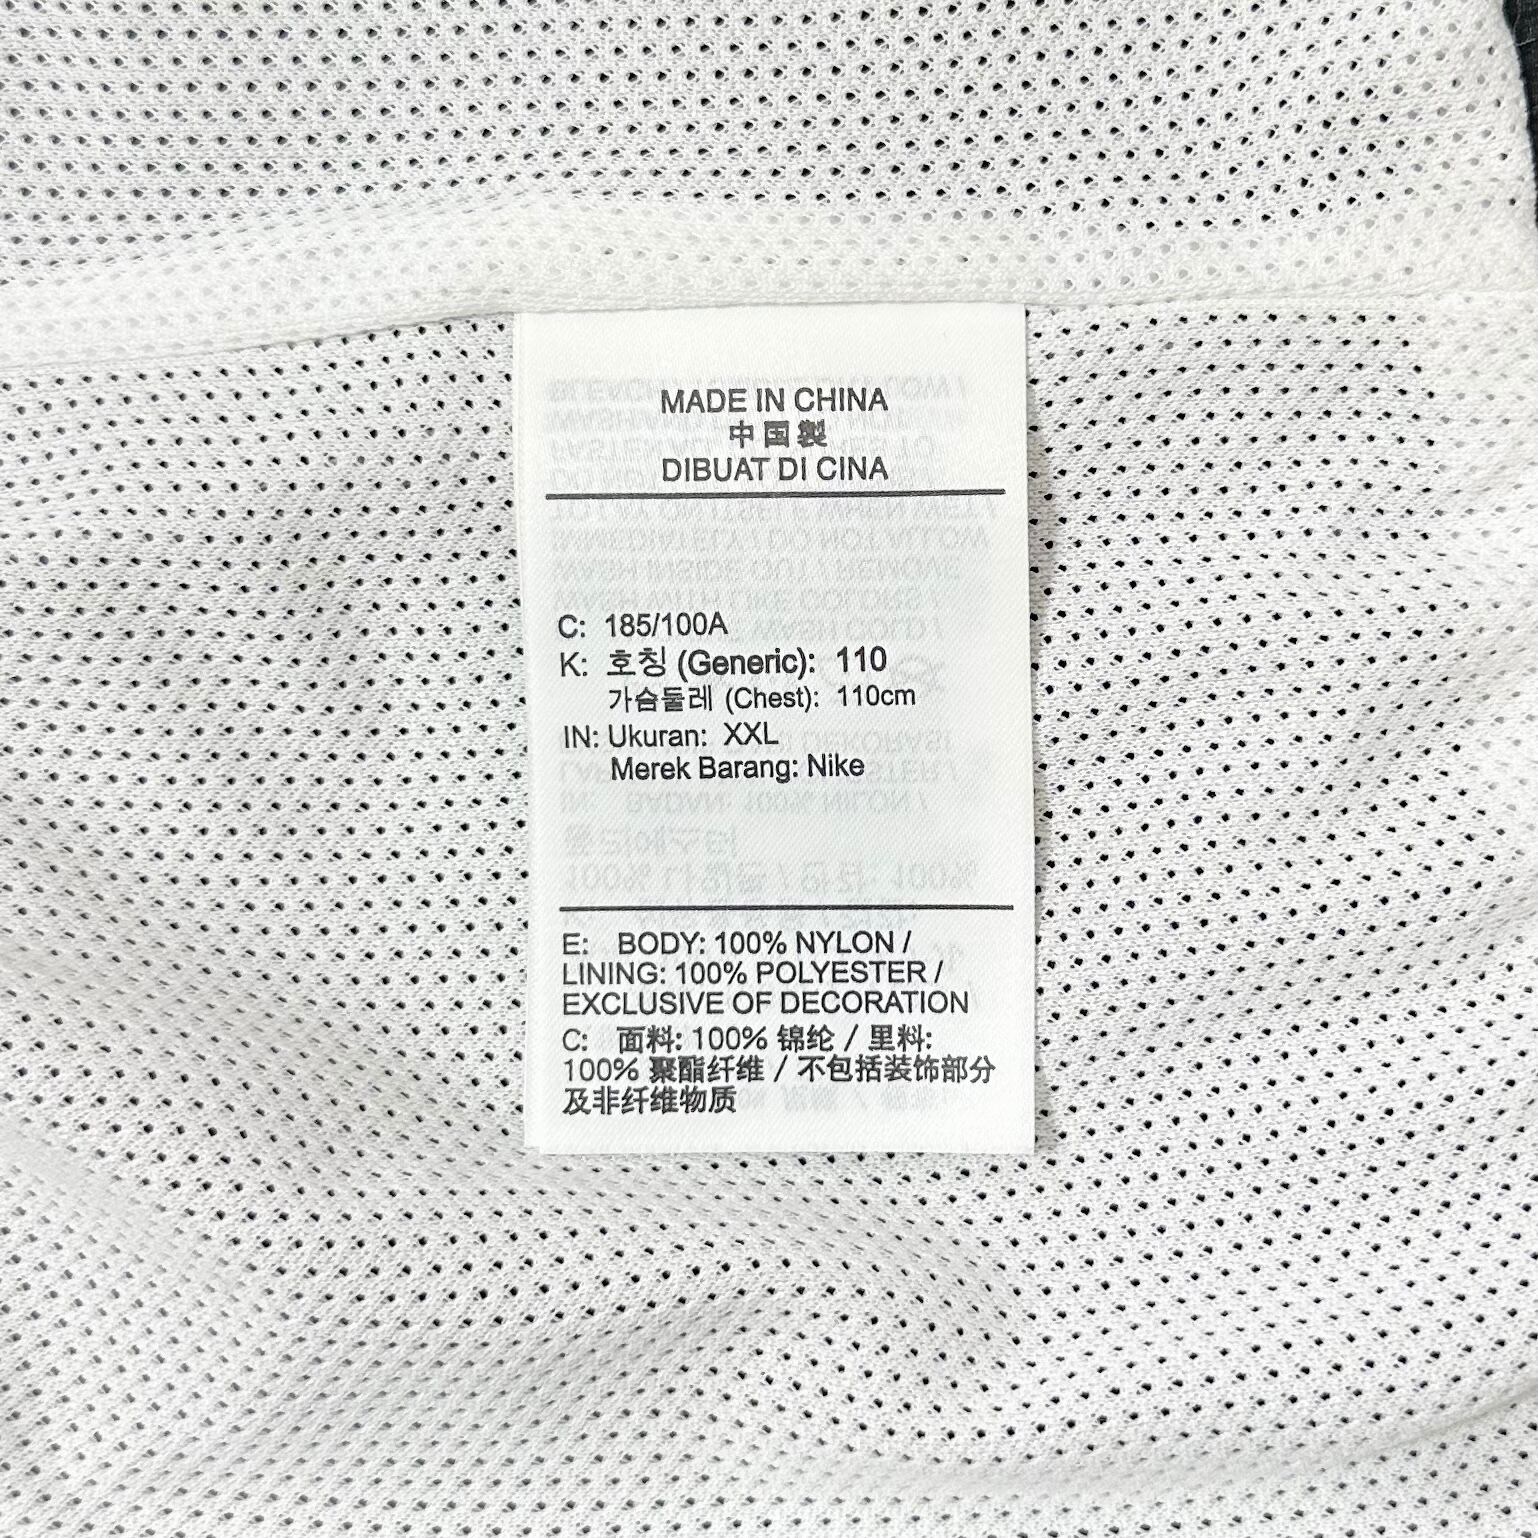 MADE IN CHINA
中国製
DIBUAT DI CINA
C: 185/100A
K: 호칭 (Generic): 110
가슴둘레 (Chest): 110cm
IN: Ukuran: XXL
Merek Barang: Nike
E: BODY: 100% NYLON /
LINING: 100% POLYESTER /
EXCLUSIVE OF DECORATION
C: 面料: 100% 锦纶 / 里料:
100% 聚酯纤维 / 不包括装饰部分
及非纤维物质